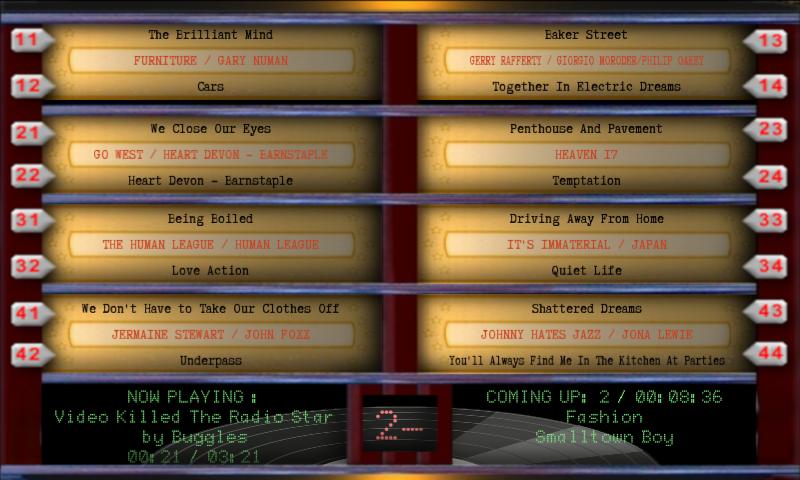 11
The Brilliant Mind
FURNITURE / GARY NUMAN
12
Cars
Baker Street
13
GERRY RAFFERTY / GIORGIO MORODER/PHILIP OAKEY
Together In Electric Dreams
14
21
We Close Our Eyes
GO WEST / HEART DEVON - BARNSTAPLE
22
Heart Devon - Barnstaple
Penthouse And Pavement
23
HEAVEN 17
Temptation
24
31
Being Boiled
THE HUMAN LEAGUE / HUMAN LEAGUE
32
Love Action
Driving Away From Home
33
IT'S IMMATERIAL / JAPAN
Quiet Life
34
41
We Don't Have to Take Our Clothes Off
JERMAINE STEWART / JOHN FOXX
42
Underpass
Shattered Dreams
43
JOHNNY HATES JAZZ / JONA LEWIE
You'll Always Find Me In The Kitchen At Parties
44
NOW PLAYING :
Video Killed The Radio Star
by Buggles
00:21 / 03:21
2-
COMING UP: 2 / 00:08:36
Fashion
Smalltown Boy